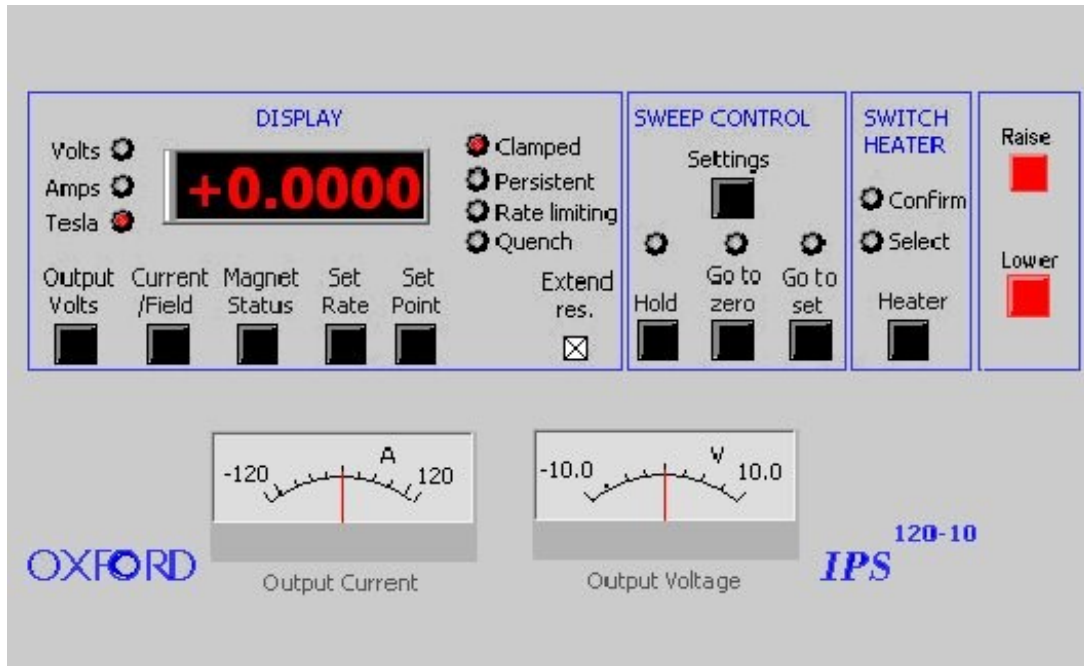 DISPLAY
Volts
Amps
Tesla
+0.0000
Clamped
Persistent
Rate limiting
Quench
Output Volts
Current /Field
Magnet Status
Set Rate
Set Point
Extend res.
SWEEP CONTROL
Settings
Hold
Go to zero
Go to set
SWITCH HEATER
Confirm
Select
Heater
Raise
Lower
-120 A 120
Output Current
-10.0 V 10.0
Output Voltage
OXFORD
IPS 120-10